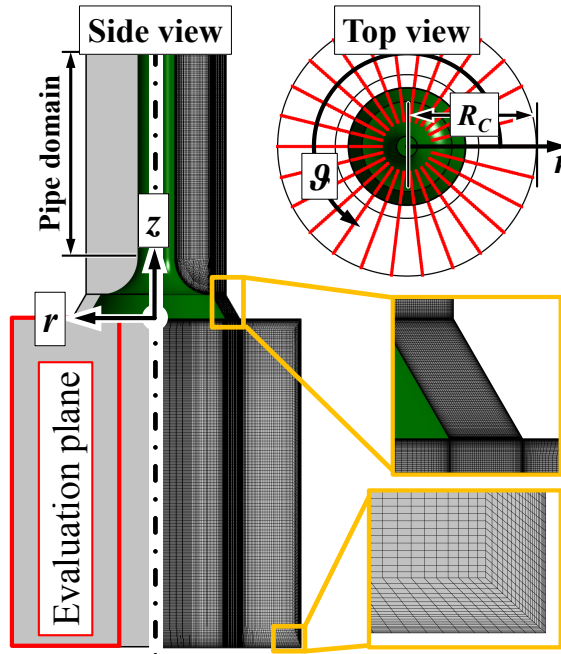 Side view
Top view
Pipe domain
R_C
r
ϑ
z
r
Evaluation plane